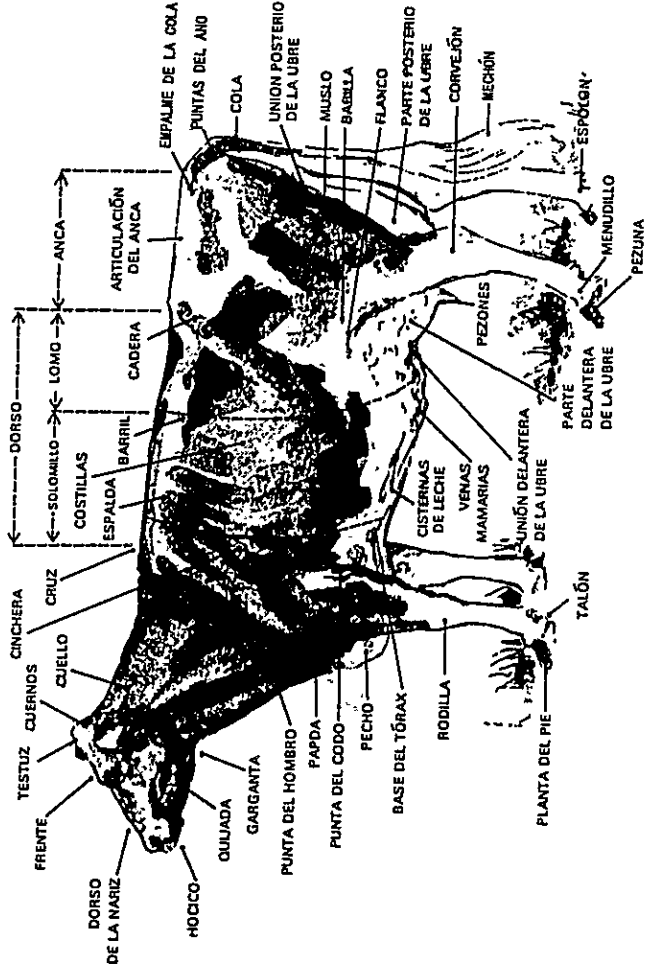 DORSO
ANCA
SOLOMILLO
LOMO
EMPALME DE LA COLA
PUNTAS DEL ANO
COLA
UNION POSTERIO
DE LA UBRE
MUSLO
BABILLA
FLANCO
PARTE POSTERIO
DE LA UBRE
CORVEJÓN
MECHÓN
ESPOLON
MENUDILLO
PEZUNA
ARTICULACIÓN
DEL ANCA
CADERA
BARRIL
COSTILLAS
ESPALDA
CRUZ
CINCHERA
CUELLO
CUERNOS
TESTUZ
FRENTE
DORSO
DE LA NARIZ
HOCICO
QUIJADA
GARGANTA
PUNTA DEL HOMBRO
PAPDA
PUNTA DEL CODO
PECHO
BASE DEL TÓRAX
RODILLA
PLANTA DEL PIE
TALÓN
CISTERNAS
DE LECHE
VENAS
MAMARIAS
UNIÓN DELANTERA
DE LA UBRE
PARTE
DELANTERA
DE LA UBRE
PEZONES